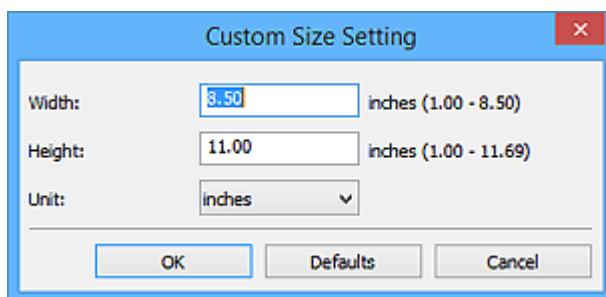 Custom Size Setting
Width: 8.50 inches (1.00 - 8.50)
Height: 11.00 inches (1.00 - 11.69)
Unit: inches
OK Defaults Cancel